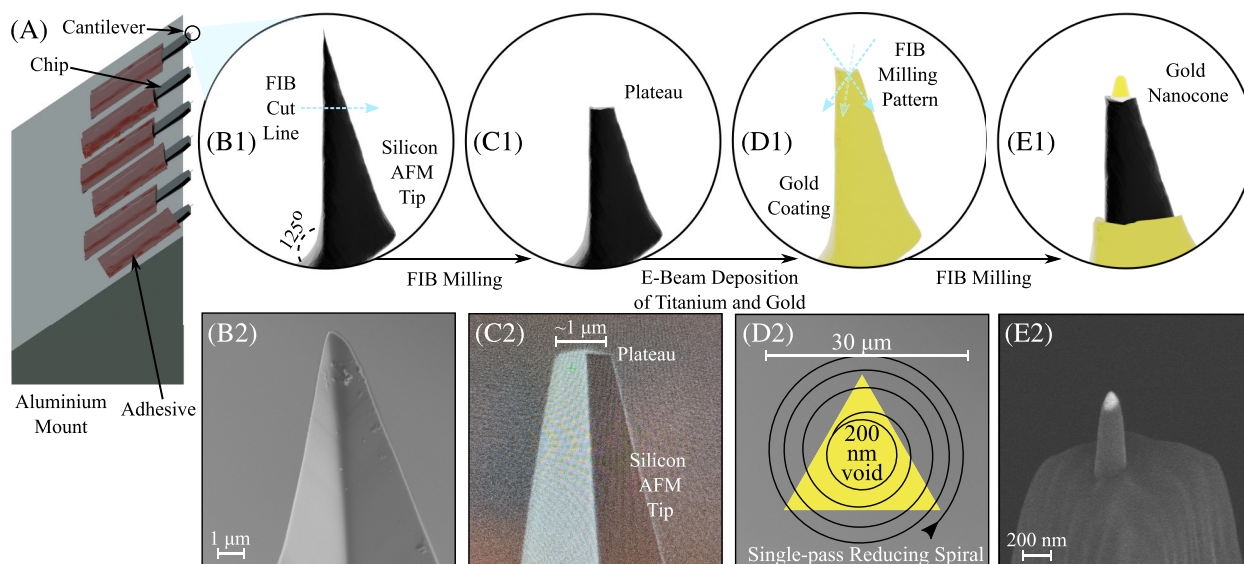 (A)
Cantilever
Chip
Aluminium
Mount
Adhesive
(B1)
FIB
Cut
Line
Silicon
AFM
Tip
125°
FIB Milling
(C1)
Plateau
E-Beam Deposition
of Titanium and Gold
(D1)
FIB
Milling
Pattern
Gold
Coating
FIB Milling
(E1)
Gold
Nanocone
(B2)
1 μm
(C2)
~1 μm
Plateau
Silicon
AFM
Tip
(D2)
30 μm
200
nm
void
Single-pass Reducing Spiral
(E2)
200 nm